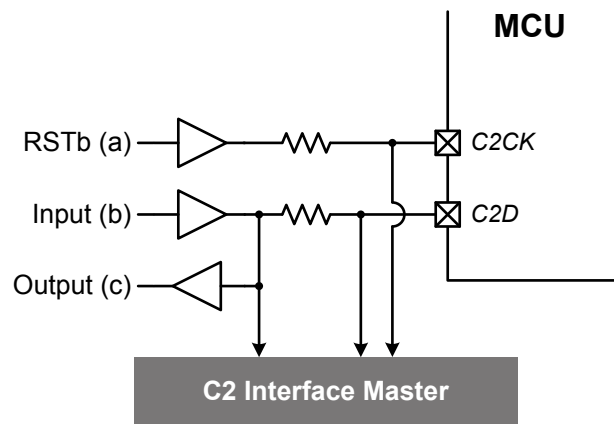 MCU
RSTb (a)
C2CK
Input (b)
C2D
Output (c)
C2 Interface Master